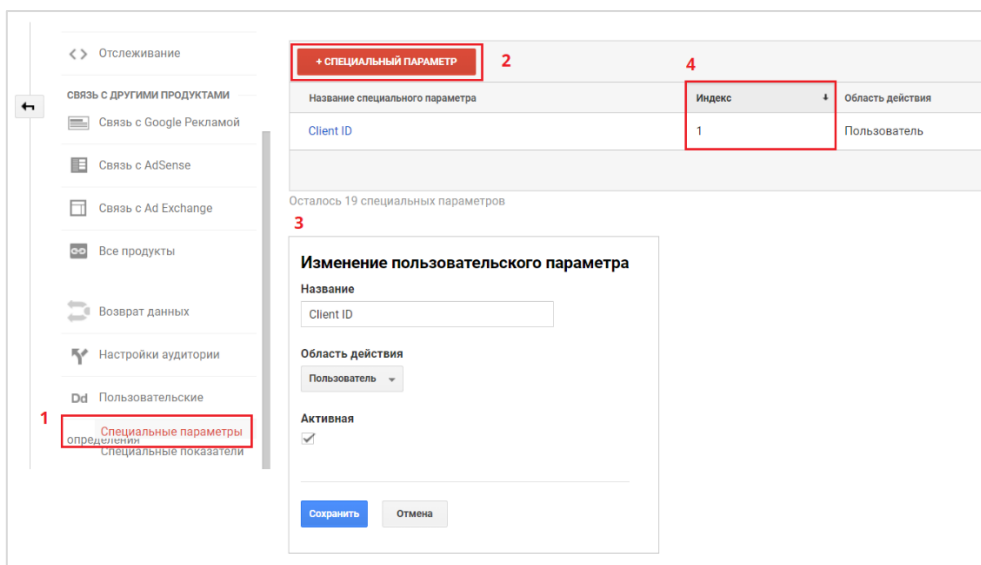 Отслеживание
СВЯЗЬ С ДРУГИМИ ПРОДУКТАМИ
Связь с Google Рекламой
Связь с AdSense
Связь с Ad Exchange
Все продукты
Возврат данных
Настройки аудитории
Dd Пользовательские
1
Специальные параметры
определения
Специальные показатели
+ СПЕЦИАЛЬНЫЙ ПАРАМЕТР
2
4
Название специального параметра Индекс Область действия
Client ID 1 Пользователь
Осталось 19 специальных параметров
3
Изменение пользовательского параметра
Название
Client ID
Область действия
Пользователь
Активная
Сохранить Отмена